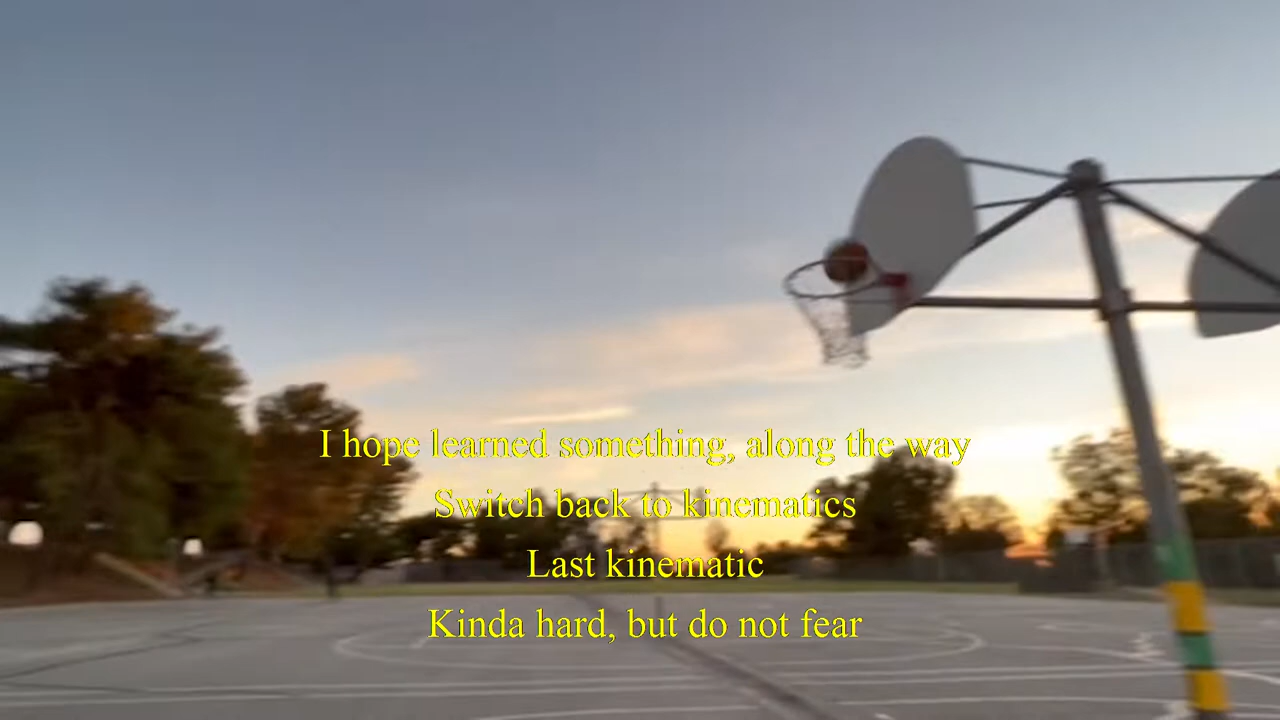 I hope learned something, along the way
Switch back to kinematics
Last kinematic
Kinda hard, but do not fear